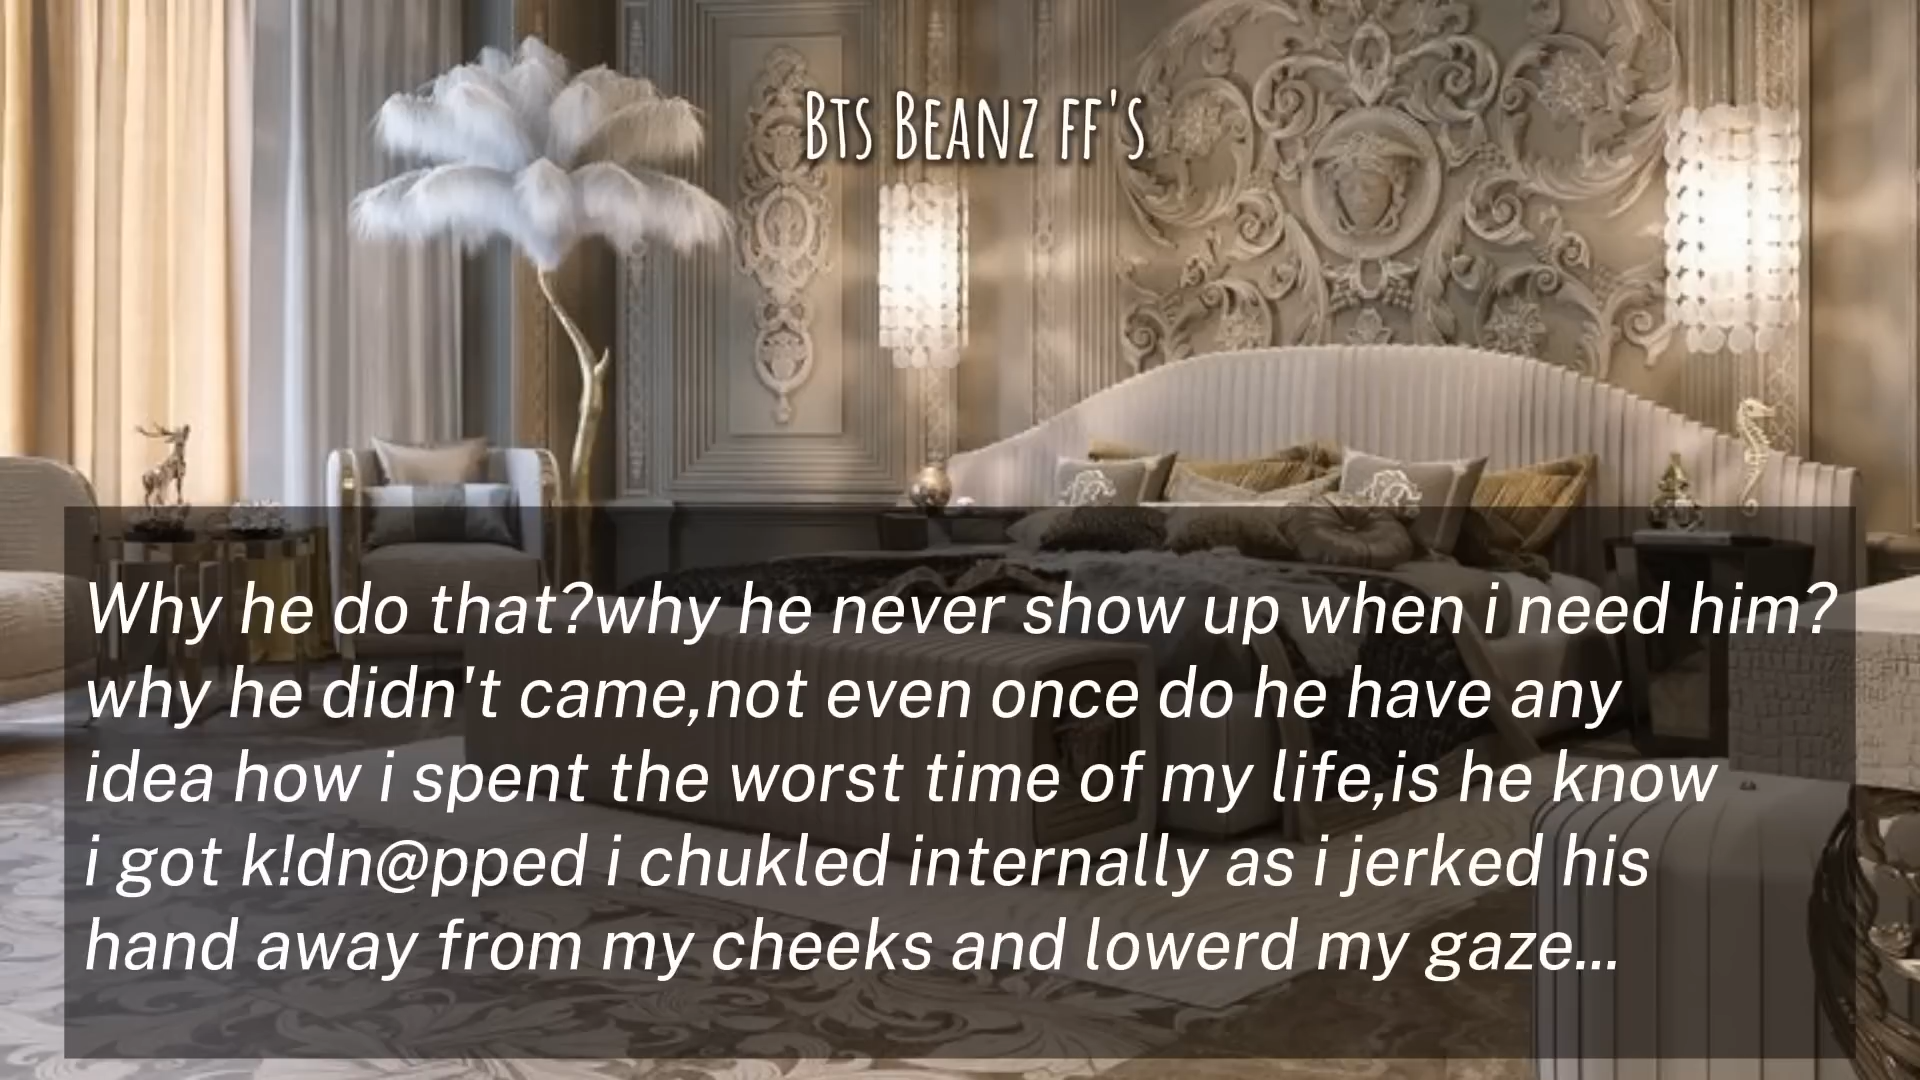 Bts Beanz ff's
Why he do that?why he never show up when i need him?
why he didn't came,not even once do he have any
idea how i spent the worst time of my life,is he know
i got k!dn@pped i chukled internally as i jerked his
hand away from my cheeks and lowerd my gaze...